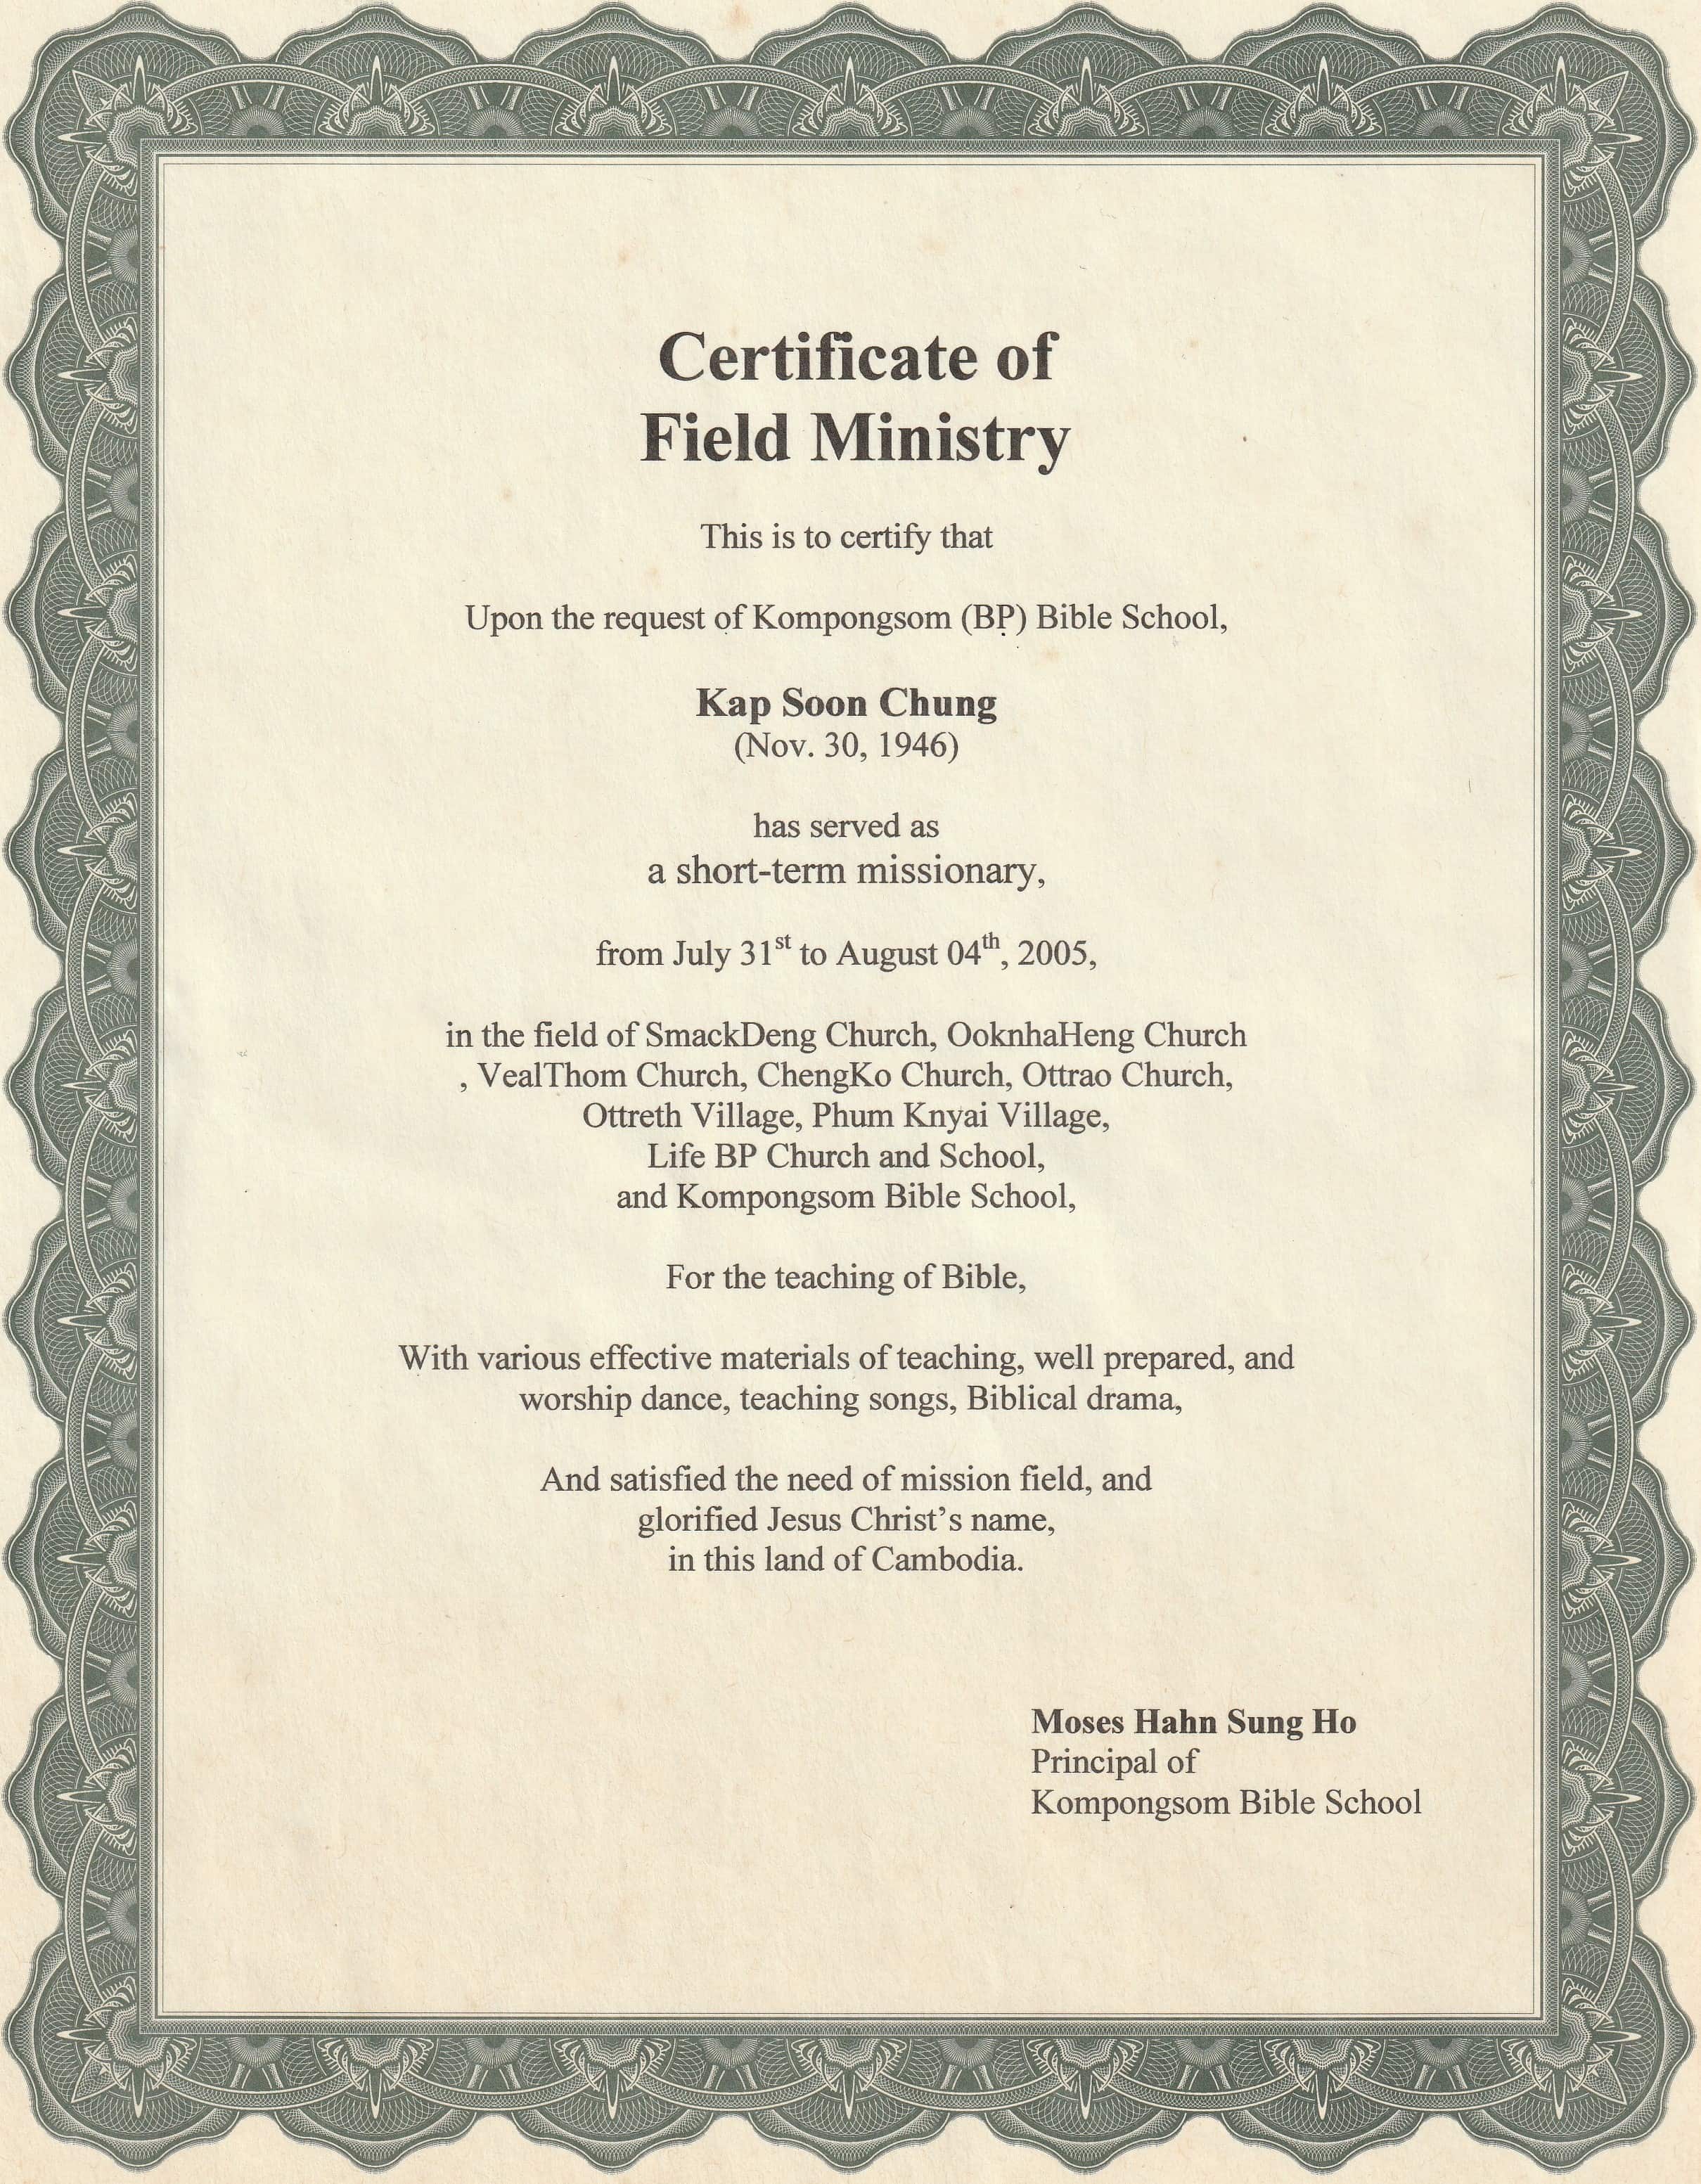 Certificate of
Field Ministry
This is to certify that
Upon the request of Kompongsom (BP) Bible School,
Kap Soon Chung
(Nov. 30, 1946)
has served as
a short-term missionary,
from July 31st to August 04th, 2005,
in the field of SmackDeng Church, OoknhaHeng Church
, VealThom Church, ChengKo Church, Ottrao Church,
Ottreth Village, Phum Knyai Village,
Life BP Church and School,
and Kompongsom Bible School,
For the teaching of Bible,
With various effective materials of teaching, well prepared, and
worship dance, teaching songs, Biblical drama,
And satisfied the need of mission field, and
glorified Jesus Christ's name,
in this land of Cambodia.
Moses Hahn Sung Ho
Principal of
Kompongsom Bible School